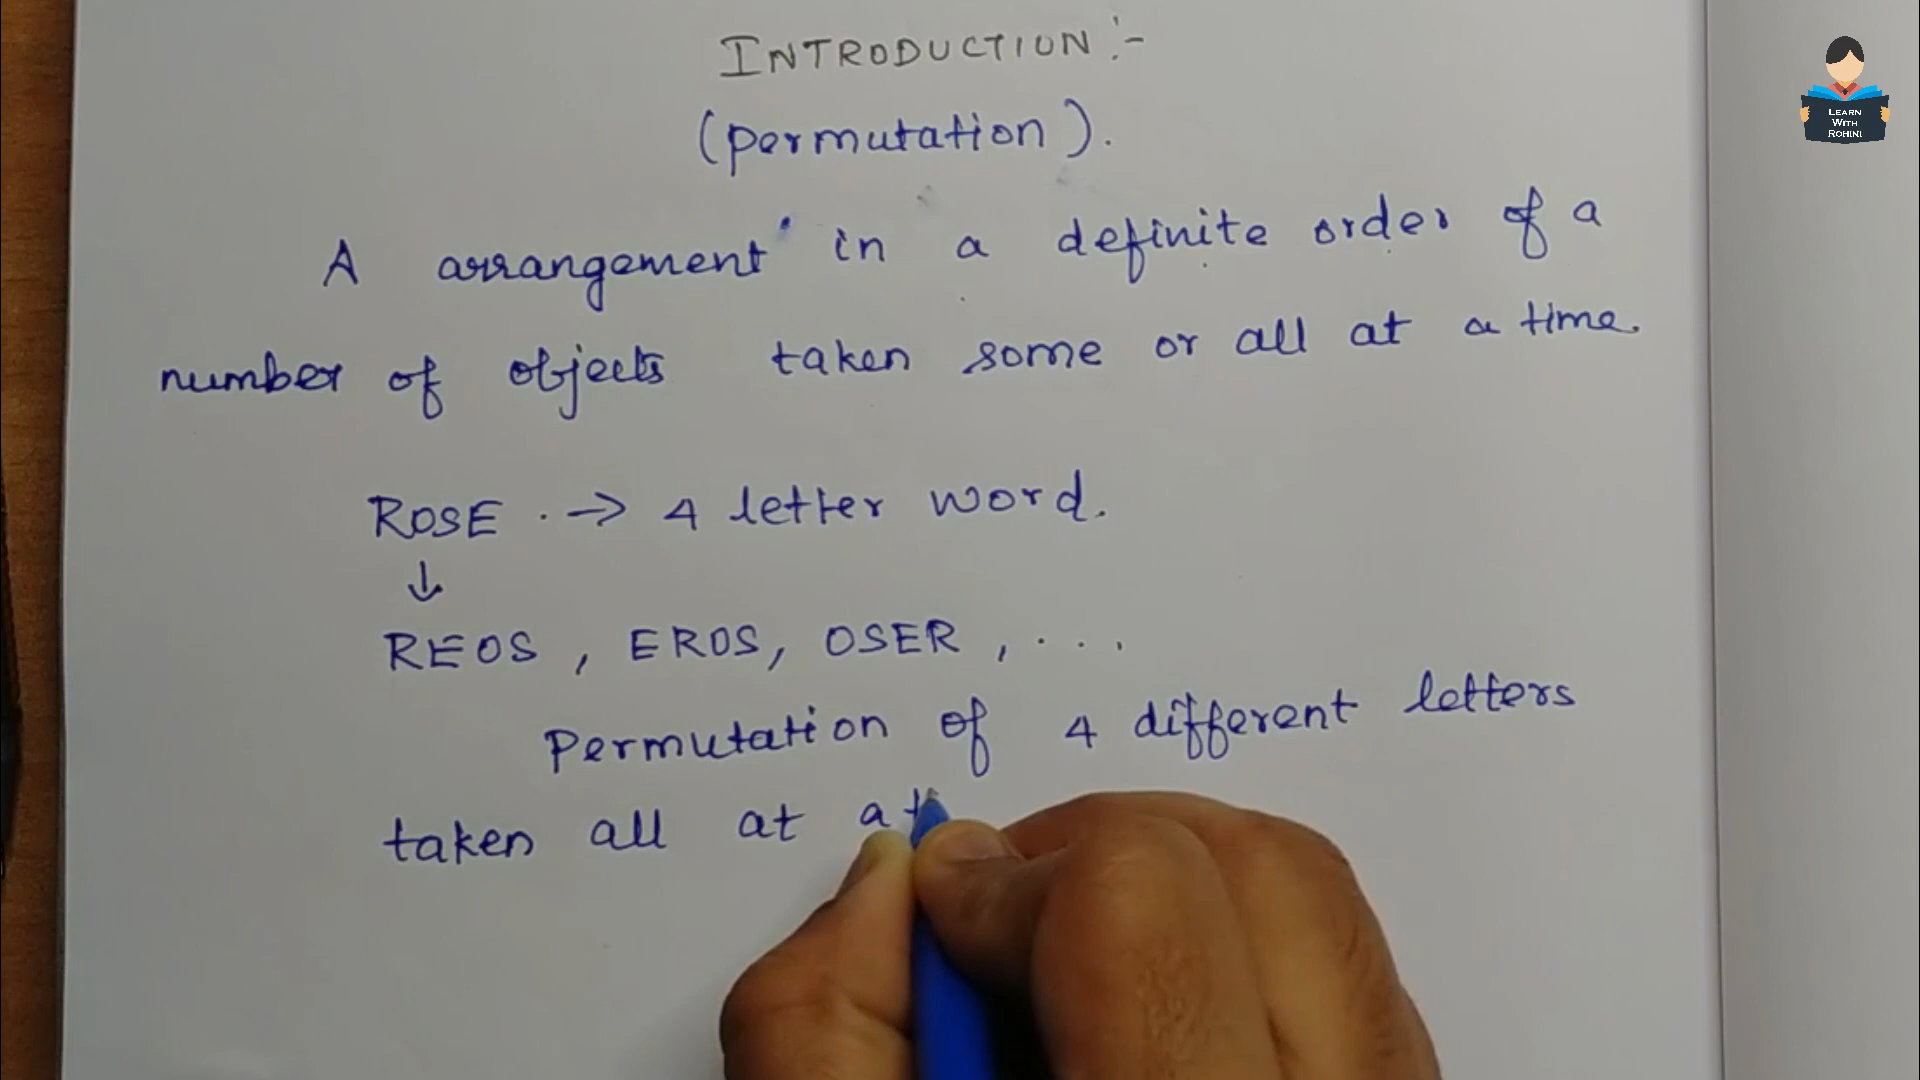 INTRODUCTION :-
(permutation).
A arrangement in a definite order of a
number of objects taken some or all at a time.
ROSE . → 4 letter word.
↓
REOS , EROS, OSER , . . .
Permutation of 4 different letters
taken all at a t
LEARN
WITH
ROHINI